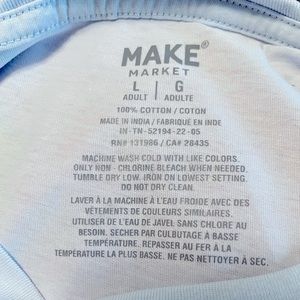 MAKE®
MARKET
L | G
ADULT | ADULTE
100% COTTON / COTON
MADE IN INDIA / FABRIQUE EN INDE
IN-TN-52194-22-05
RN# 131986 / CA# 28435
MACHINE WASH COLD WITH LIKE COLORS.
ONLY NON - CHLORINE BLEACH WHEN NEEDED.
TUMBLE DRY LOW. IRON ON LOWEST SETTING.
DO NOT DRY CLEAN.
LAVER À LA MACHINE À L'EAU FROIDE AVEC DES
VÊTEMENTS DE COULEURS SIMILAIRES.
UTILISER DE L'EAU DE JAVEL SANS CHLORE AU
BESOIN. SÉCHER PAR CULBUTAGE À BASSE
TEMPÉRATURE. REPASSER AU FER À LA
TEMPÉRATURE LA PLUS BASSE. NE PAS NETTOYER À SEC.